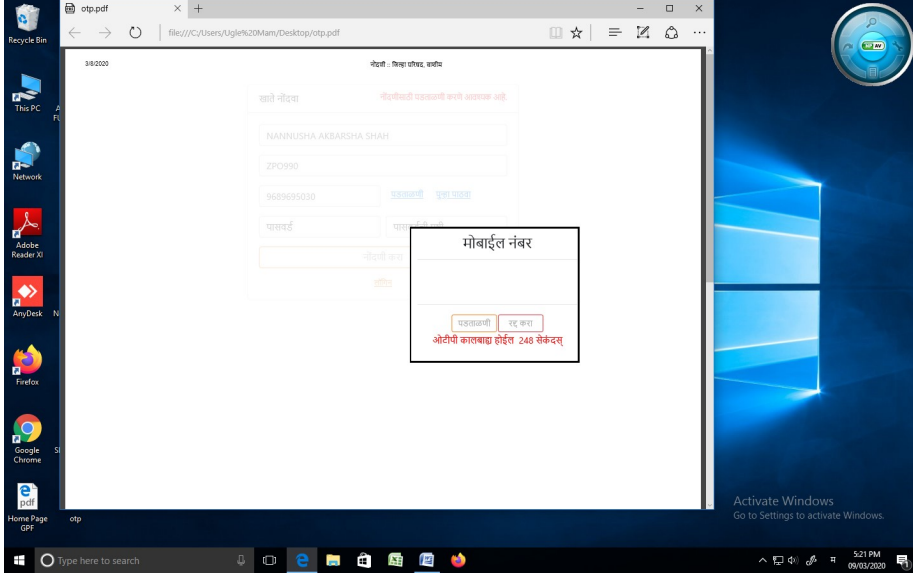 otp.pdf
file:///C:/Users/Ugle%20Mam/Desktop/otp.pdf
Recycle Bin
This PC
Network
Adobe
Reader XI
AnyDesk
Firefox
Google
Chrome
Home Page
GPF
otp
3/8/2020
नोंदणी :: जिल्हा परिषद, वाशीम
खाते नोंदवा
नोंदणीसाठी पडताळणी करणे आवश्यक आहे
NANNUSHA AKBARSHA SHAH
ZPO990
9689695030
पडताळणी पुन्हा पाठवा
पासवर्ड
नोंदणी करा
मोबाईल नंबर
पडताळणी रद्द करा
ओटीपी कालबाह्य होईल 248 सेकंदस्
Activate Windows
Go to Settings to activate Windows.
Type here to search
म
5:21 PM
09/03/2020